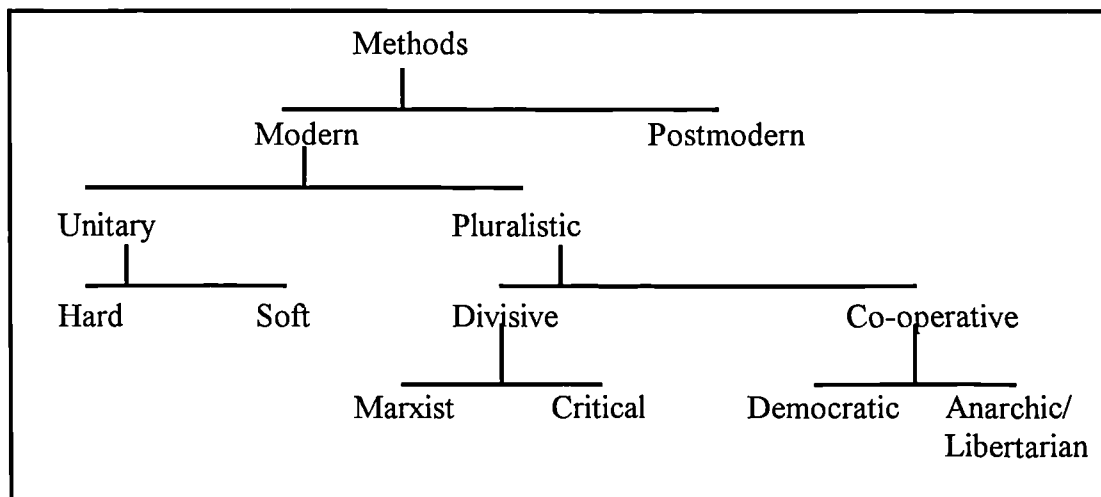 Methods
Modern Postmodern
Unitary Pluralistic
Hard Soft Divisive Co-operative
Marxist Critical Democratic Anarchic/
Libertarian